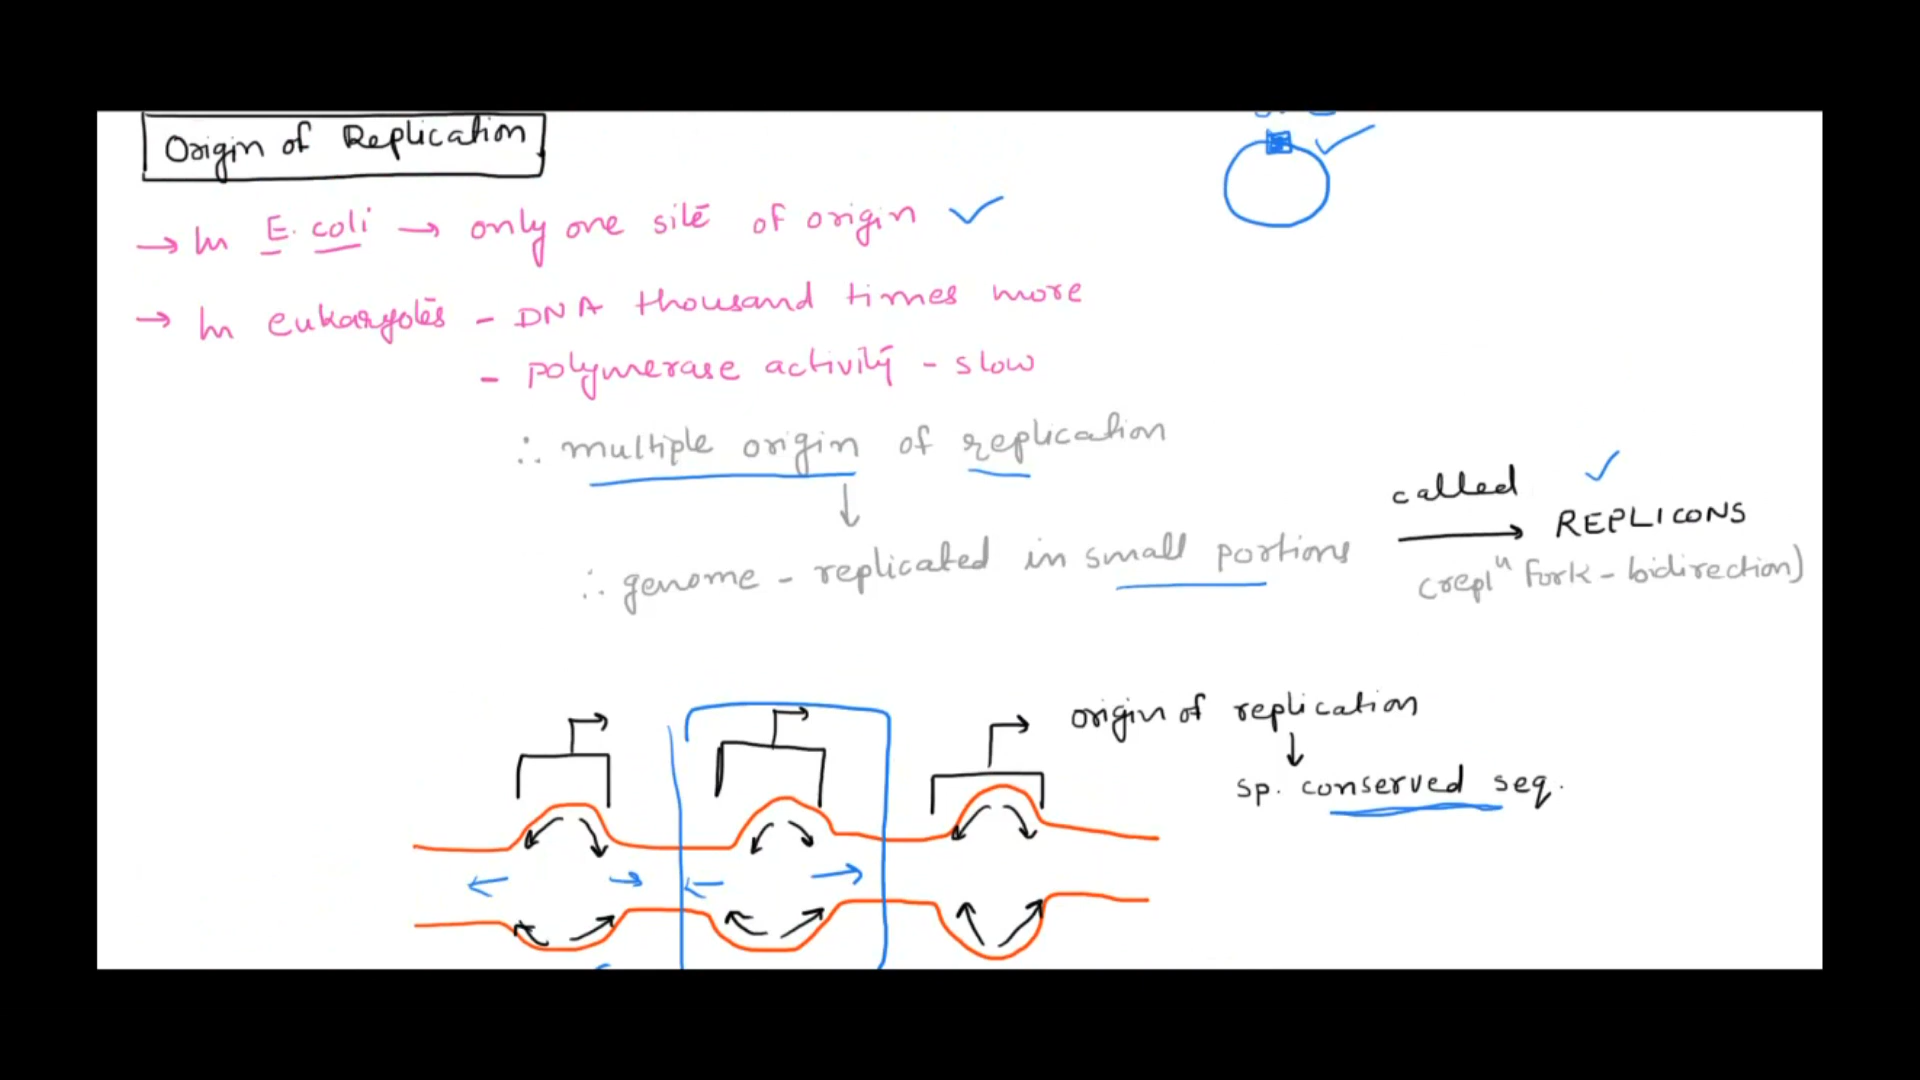 Origin of Replication
→ In E. coli → only one site of origin ✓
→ In eukaryotes - DNA thousand times more
- polymerase activity - slow
∴ multiple origin of replication
↓
∴ genome - replicated in small portions
called
→ REPLICONS
(replⁿ fork - bidirection)
origin of replication
↓
sp. conserved seq.